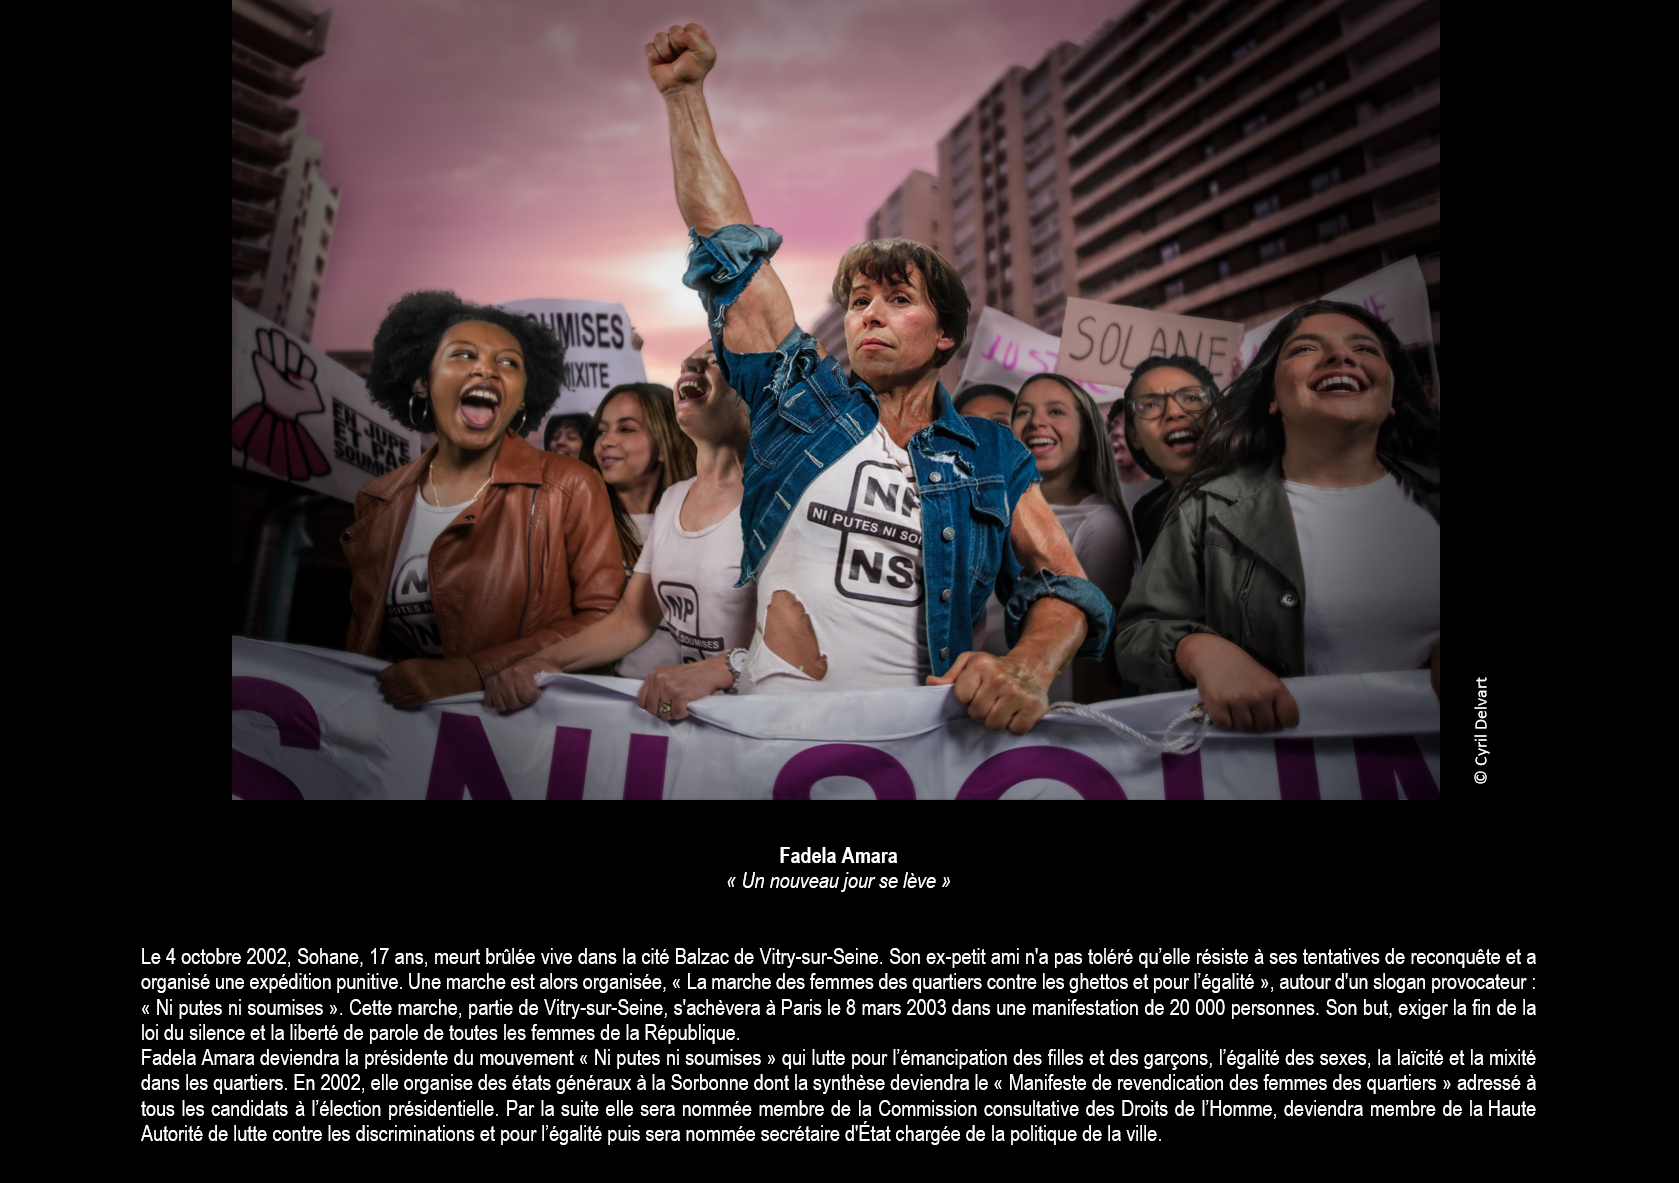 OUMISES
MIXITE
EN JUPE
ET PAS
SOUMIS
JUST
SOLANE
NP
NI PUTES NI SOU
NS
N
PUTES N
NP
SOUMISES
S NI SOUM
© Cyril Delvart
Fadela Amara
« Un nouveau jour se lève »
Le 4 octobre 2002, Sohane, 17 ans, meurt brûlée vive dans la cité Balzac de Vitry-sur-Seine. Son ex-petit ami n'a pas toléré qu’elle résiste à ses tentatives de reconquête et a
organisé une expédition punitive. Une marche est alors organisée, « La marche des femmes des quartiers contre les ghettos et pour l’égalité », autour d'un slogan provocateur :
« Ni putes ni soumises ». Cette marche, partie de Vitry-sur-Seine, s'achèvera à Paris le 8 mars 2003 dans une manifestation de 20 000 personnes. Son but, exiger la fin de la
loi du silence et la liberté de parole de toutes les femmes de la République.
Fadela Amara deviendra la présidente du mouvement « Ni putes ni soumises » qui lutte pour l’émancipation des filles et des garçons, l’égalité des sexes, la laïcité et la mixité
dans les quartiers. En 2002, elle organise des états généraux à la Sorbonne dont la synthèse deviendra le « Manifeste de revendication des femmes des quartiers » adressé à
tous les candidats à l’élection présidentielle. Par la suite elle sera nommée membre de la Commission consultative des Droits de l’Homme, deviendra membre de la Haute
Autorité de lutte contre les discriminations et pour l’égalité puis sera nommée secrétaire d'État chargée de la politique de la ville.